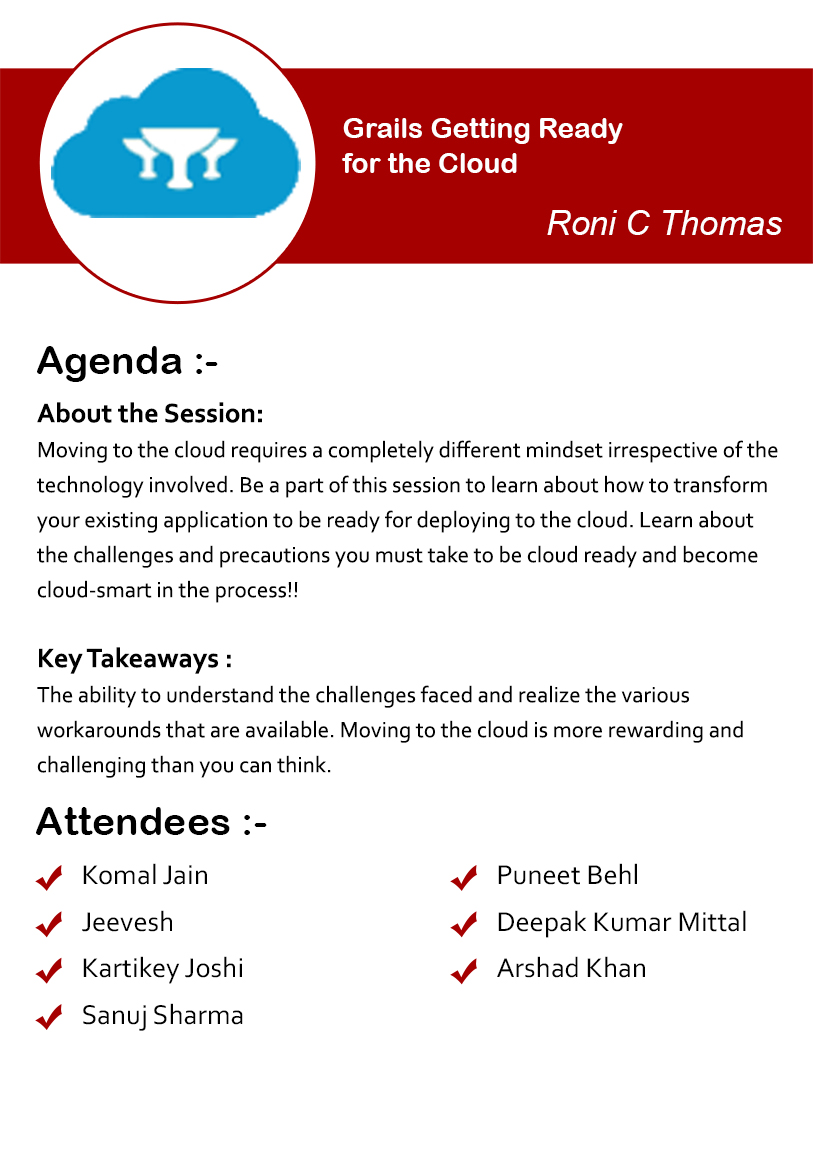 Grails Getting Ready
for the Cloud
Roni C Thomas
Agenda :-
About the Session:
Moving to the cloud requires a completely different mindset irrespective of the
technology involved. Be a part of this session to learn about how to transform
your existing application to be ready for deploying to the cloud. Learn about
the challenges and precautions you must take to be cloud ready and become
cloud-smart in the process!!
Key Takeaways :
The ability to understand the challenges faced and realize the various
workarounds that are available. Moving to the cloud is more rewarding and
challenging than you can think.
Attendees :-
Komal Jain
Jeevesh
Kartikey Joshi
Sanuj Sharma
Puneet Behl
Deepak Kumar Mittal
Arshad Khan